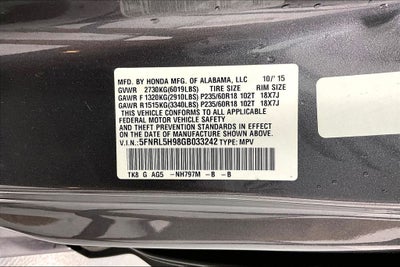 MFD. BY HONDA MFG. OF ALABAMA, LLC 10/'15
GVWR 2730KG(6019LBS) TIRE SIZE RIM SIZE
GAWR F 1320KG(2910LBS) P235/60R18 102T 18X7J
GAWR R 1515KG(3340LBS) P235/60R18 102T 18X7J
THIS VEHICLE CONFORMS TO ALL APPLICABLE
FEDERAL MOTOR VEHICLE SAFETY
AND THEFT PREVENTION STANDARDS IN EFFECT
ON THE DATE OF MANUFACTURE SHOWN ABOVE.
V.I.N.: 5FNRL5H98GB033242 TYPE: MPV
TK8 G AG5 -NH797M -B -B